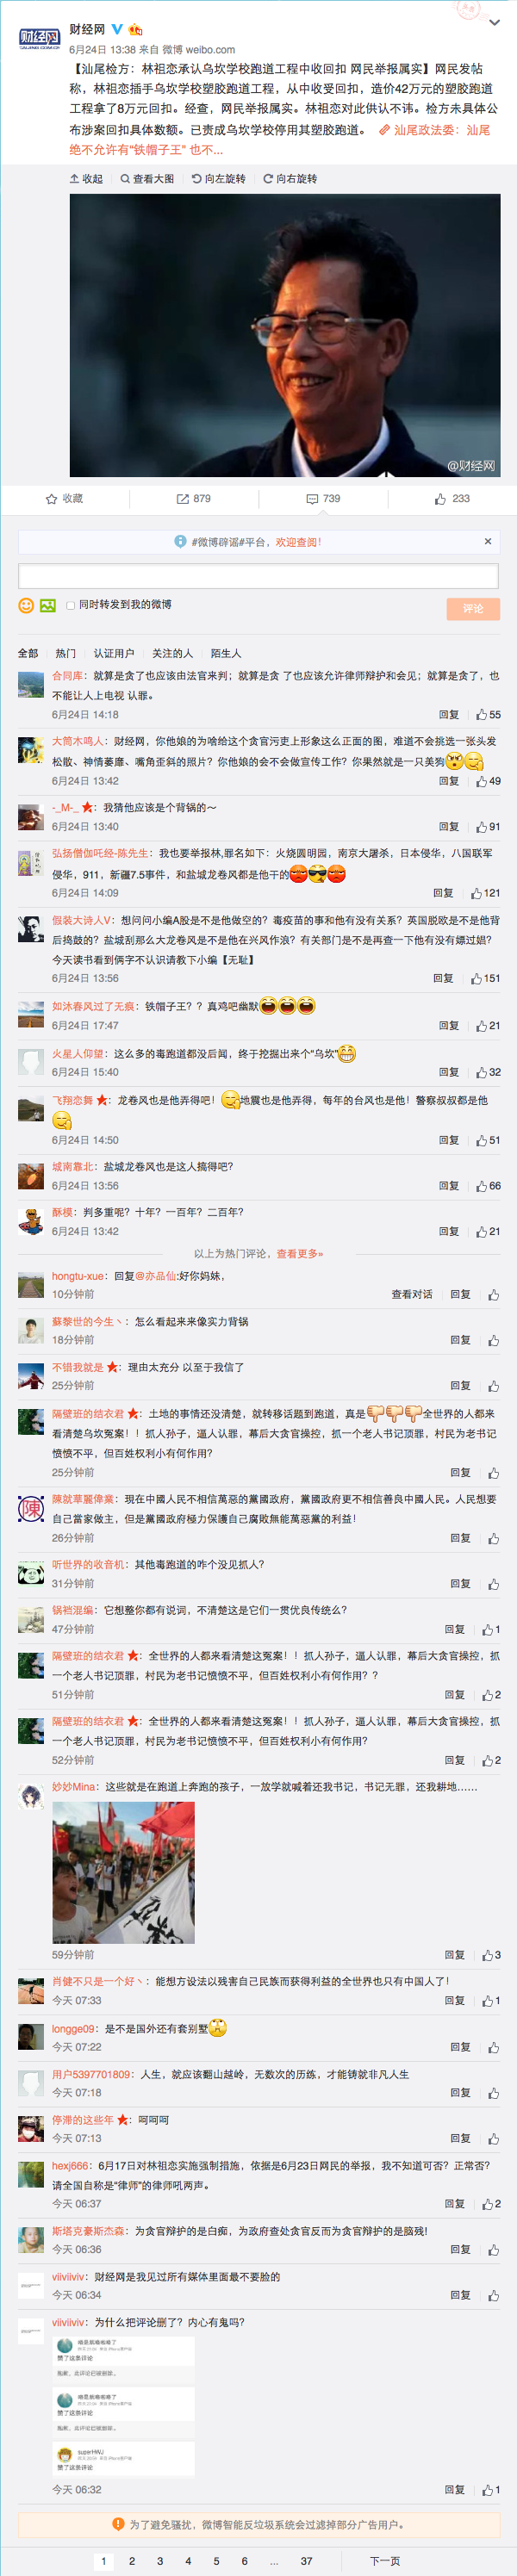 财经网
6月24日 13:38 来自 微博 weibo.com
【汕尾检方：林祖恋承认乌坎学校跑道工程中收回扣 网民举报属实】网民发帖
称，林祖恋插手乌坎学校塑胶跑道工程，从中收受回扣，造价42万元的塑胶跑道
工程拿了8万元回扣。经查，网民举报属实。林祖恋对此供认不讳。检方未具体公
布涉案回扣具体数额。已责成乌坎学校停用其塑胶跑道。 汕尾政法委：汕尾
绝不允许有“铁帽子王” 也不...
收起 查看大图 向左旋转 向右旋转
@财经网
收藏 879 739 233
#微博辟谣#平台，欢迎查阅！
同时转发到我的微博 评论
全部 热门 认证用户 关注的人 陌生人
合同库：就算是贪了也应该由法官来判；就算是贪 了也应该允许律师辩护和会见；就算是贪了，也
不能让人上电视 认罪。
6月24日 14:18 回复 55
大筒木鸣人：财经网，你他娘的为啥给这个贪官污吏上形象这么正面的图，难道不会挑选一张头发
松散、神情萎靡、嘴角歪斜的照片？你他娘的会不会做宣传工作？你果然就是一只美狗
6月24日 13:42 回复 49
-_M-_：我猜他应该是个背锅的～
6月24日 13:40 回复 91
弘扬僧伽吒经-陈先生：我也要举报林,罪名如下：火烧圆明园，南京大屠杀，日本侵华，八国联军
侵华，911，新疆7.5事件，和盐城龙卷风都是他干的
6月24日 14:09 回复 121
假装大诗人V：想问问小编A股是不是他做空的？毒疫苗的事和他有没有关系？英国脱欧是不是他背
后捣鼓的？盐城刮那么大龙卷风是不是他在兴风作浪？有关部门是不是再查一下他有没有嫖过娼？
今天读书看到俩字不认识请教下小编【无耻】
6月24日 13:56 回复 151
如沐春风过了无痕：铁帽子王？？真鸡吧幽默
6月24日 17:47 回复 21
火星人仰望：这么多的毒跑道都没后闻，终于挖掘出来个“乌坎”
6月24日 15:40 回复 32
飞翔恋舞：龙卷风也是他弄得吧！地震也是他弄得，每年的台风也是他！警察叔叔都是他
6月24日 14:50 回复 51
城南靠北：盐城龙卷风也是这人搞得吧？
6月24日 13:56 回复 66
酥模：判多重呢？十年？一百年？二百年？
6月24日 13:42 回复 21
以上为热门评论，查看更多»
hongtu-xue：回复@亦品仙:好你妈妹，
10分钟前 查看对话 回复
蘇黎世的今生丶：怎么看起来来像实力背锅
18分钟前 回复
不错我就是：理由太充分 以至于我信了
25分钟前 回复
隔壁班的结衣君：土地的事情还没清楚，就转移话题到跑道，真是全世界的人都来
看清楚乌坎冤案！！抓人孙子，逼人认罪，幕后大贪官操控，抓一个老人书记顶罪，村民为老书记
愤愤不平，但百姓权利小有何作用？
25分钟前 回复
陳
陳就草麗偉業：現在中國人民不相信萬惡的黨國政府，黨國政府更不相信善良中國人民。人民想要
自己當家做主，但是黨國政府極力保護自己腐敗無能萬惡黨的利益！
26分钟前 回复
听世界的收音机：其他毒跑道的咋个没见抓人？
31分钟前 回复
锅裆混编：它想整你都有说词，不清楚这是它们一贯优良传统么？
47分钟前 回复 1
隔壁班的结衣君：全世界的人都来看清楚这冤案！！抓人孙子，逼人认罪，幕后大贪官操控，抓
一个老人书记顶罪，村民为老书记愤愤不平，但百姓权利小有何作用？？
51分钟前 回复 2
隔壁班的结衣君：全世界的人都来看清楚这冤案！！抓人孙子，逼人认罪，幕后大贪官操控，抓
一个老人书记顶罪，村民为老书记愤愤不平，但百姓权利小有何作用？
52分钟前 回复 2
妙妙Mina：这些就是在跑道上奔跑的孩子，一放学就喊着还我书记，书记无罪，还我耕地……
59分钟前 回复 3
肖健不只是一个好丶：能想方设法以残害自己民族而获得利益的全世界也只有中国人了！
今天 07:33 回复 1
longge09：是不是国外还有套别墅
今天 07:22 回复
用户5397701809：人生，就应该翻山越岭，无数次的历炼，才能铸就非凡人生
今天 07:18 回复
停滞的这些年：呵呵呵
今天 07:13 回复
hexj666：6月17日对林祖恋实施强制措施，依据是6月23日网民的举报，我不知道可否？正常否？
请全国自称是“律师”的律师吼两声。
今天 06:37 回复 2
斯塔克豪斯杰森：为贪官辩护的是白痴，为政府查处贪官反而为贪官辩护的是脑残！
今天 06:36 回复
viiviiviv：财经网是我见过所有媒体里面最不要脸的
今天 06:34 回复
viiviiviv：为什么把评论删了？内心有鬼吗？
赞了这条评论
抱歉，此评论已被删除。
赞了这条评论
抱歉，此评论已被删除。
superHWJ
赞了这条评论
今天 06:32 回复 1
为了避免骚扰，微博智能反垃圾系统会过滤掉部分广告用户。
1 2 3 4 5 6 ... 37 下一页